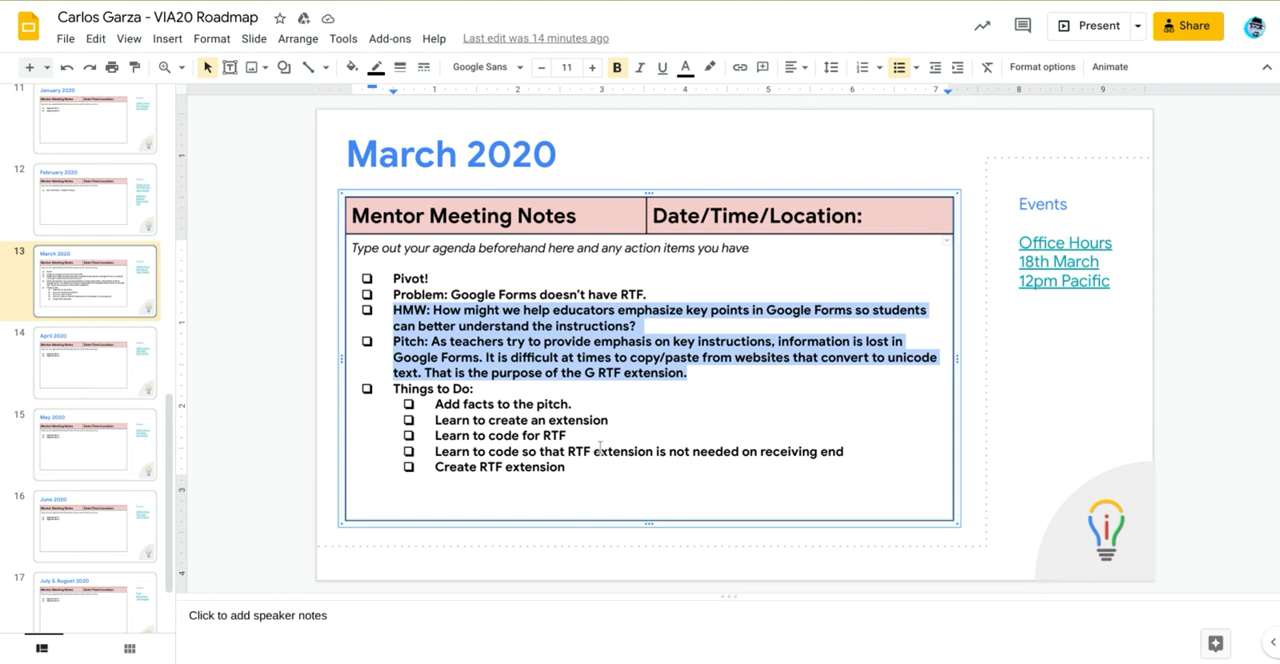 Carlos Garza - VIA20 Roadmap
File Edit View Insert Format Slide Arrange Tools Add-ons Help Last edit was 14 minutes ago
Present
Share
Google Sans
11
B I U A
Format options
Animate
1 2 3 4 5 6 7 8 9
11
January 2020
12
February 2020
13
March 2020
14
April 2020
15
May 2020
16
June 2020
17
July & August 2020
March 2020
Mentor Meeting Notes
Date/Time/Location:
Type out your agenda beforehand here and any action items you have
Pivot!
Problem: Google Forms doesn't have RTF.
HMW: How might we help educators emphasize key points in Google Forms so students
can better understand the instructions?
Pitch: As teachers try to provide emphasis on key instructions, information is lost in
Google Forms. It is difficult at times to copy/paste from websites that convert to unicode
text. That is the purpose of the G RTF extension.
Things to Do:
Add facts to the pitch.
Learn to create an extension
Learn to code for RTF
Learn to code so that RTF extension is not needed on receiving end
Create RTF extension
Events
Office Hours
18th March
12pm Pacific
Click to add speaker notes